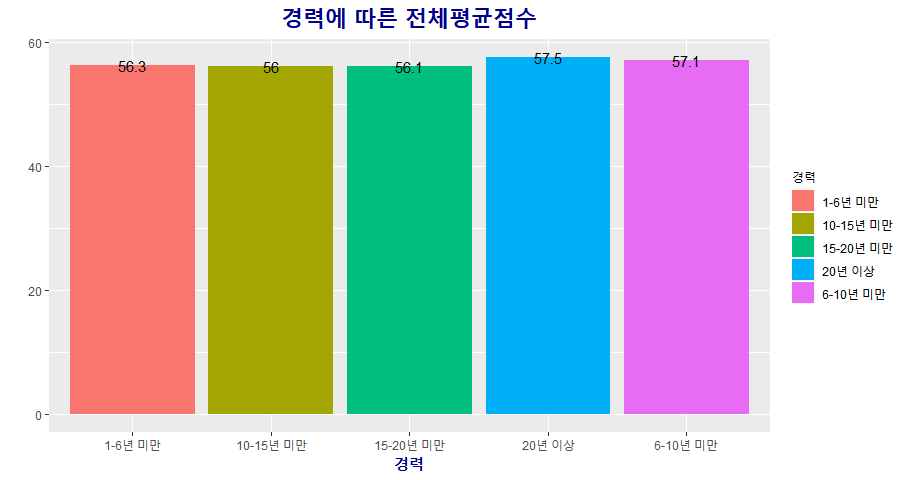 경력에 따른 전체평균점수
60
40
20
0
56.3
56
56.1
57.5
57.1
1-6년 미만
10-15년 미만
15-20년 미만
20년 이상
6-10년 미만
경력
경력
1-6년 미만
10-15년 미만
15-20년 미만
20년 이상
6-10년 미만